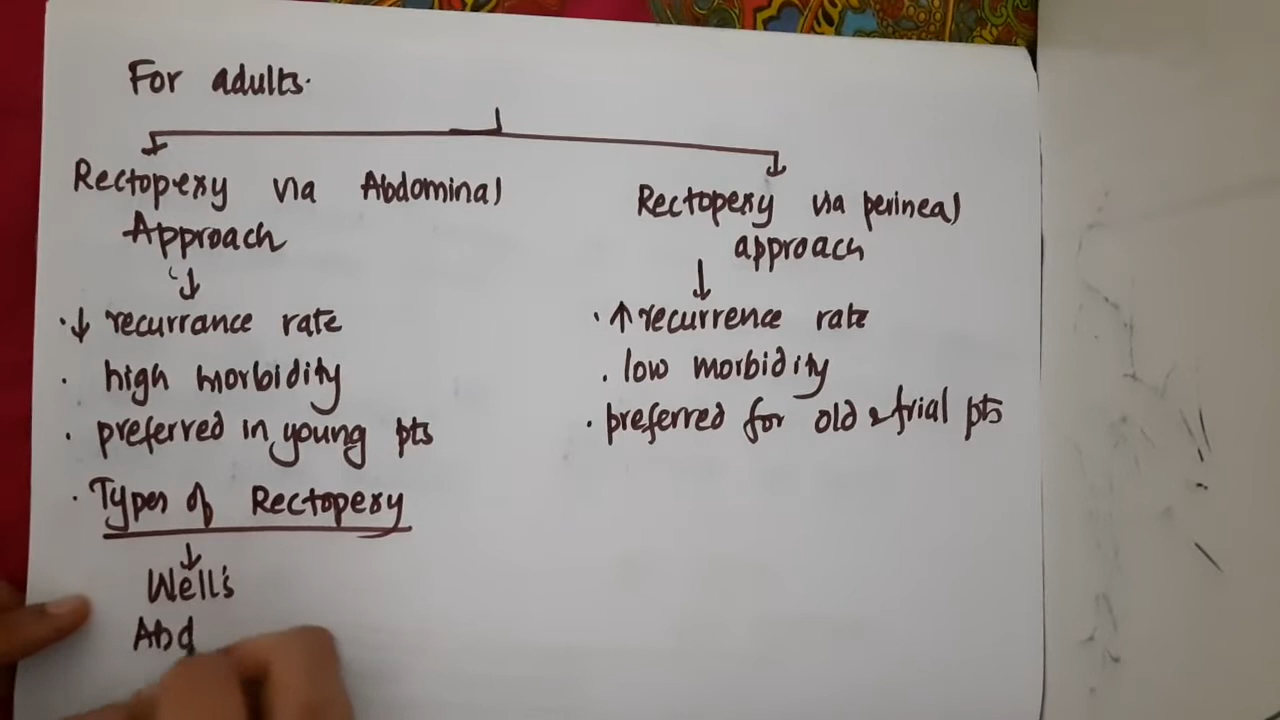 For adults.
Rectopexy via Abdominal
Approach
↓ recurrance rate
high morbidity
preferred in young pts
Types of Rectopexy
Well's
Abd
Rectopexy via perineal
approach
↑ recurrence rate
low morbidity
preferred for old & frial pts